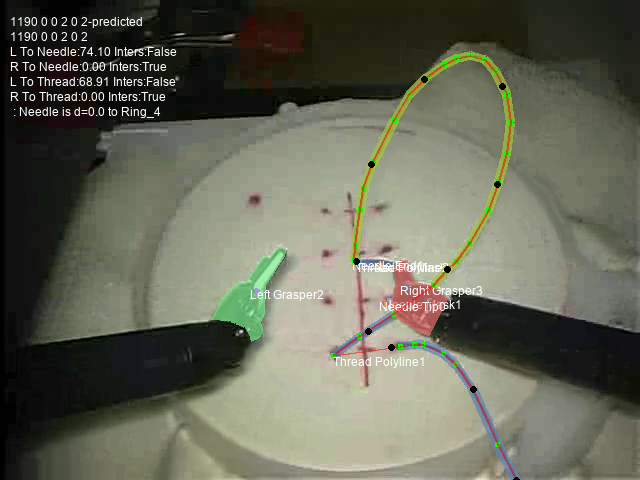 1190 0 0 2 0 2-predicted
1190 0 0 2 0 2
L To Needle:74.10 Inters:False
R To Needle:0.00 Inters:True
L To Thread:68.91 Inters:False
R To Thread:0.00 Inters:True
: Needle is d=0.0 to Ring_4
Left Grasper2
Right Grasper3
Needle Tip
Thread Polyline1